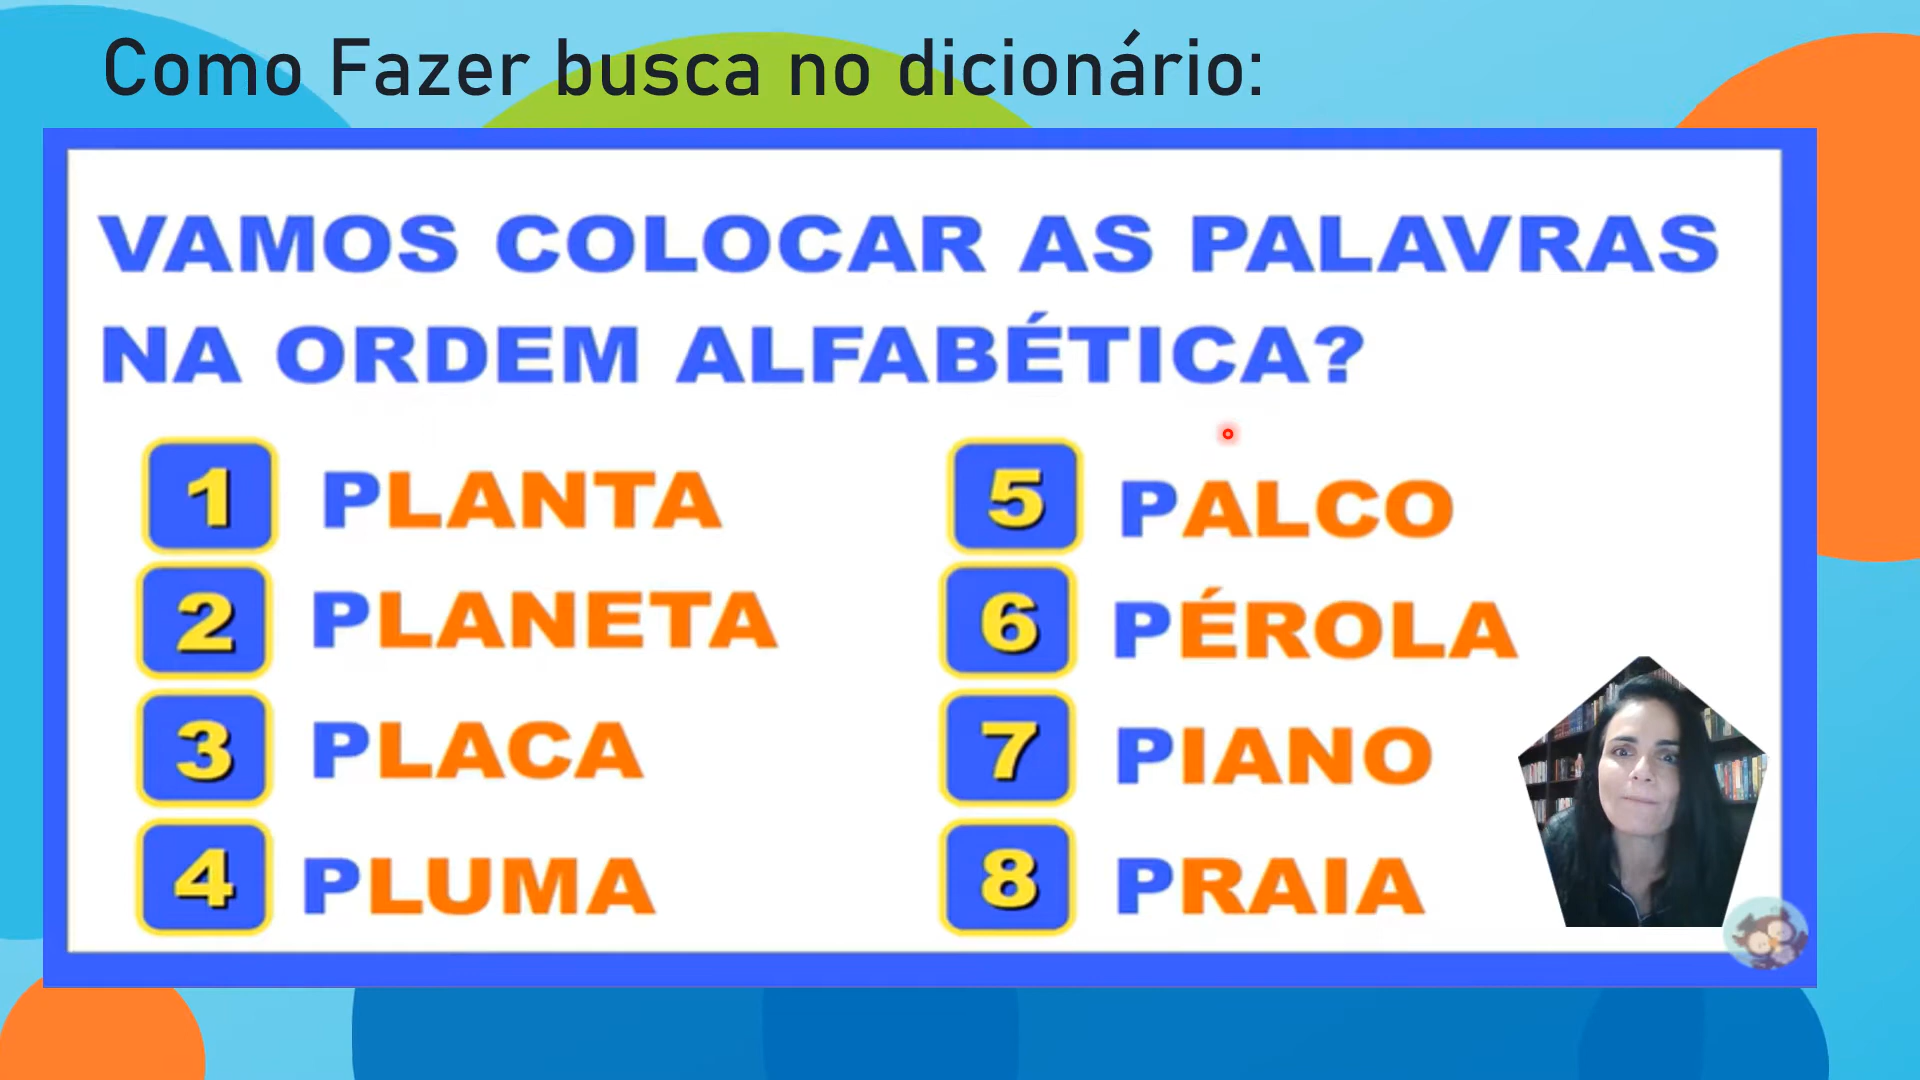 Como Fazer busca no dicionário:
VAMOS COLOCAR AS PALAVRAS
NA ORDEM ALFABÉTICA?
1 PLANTA
2 PLANETA
3 PLACA
4 PLUMA
5 PALCO
6 PÉROLA
7 PIANO
8 PRAIA